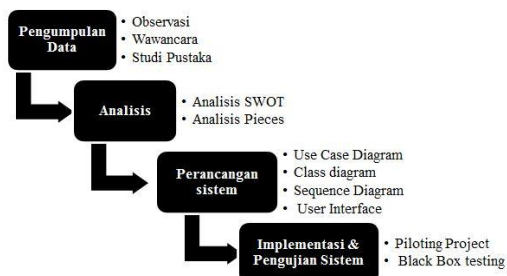 Pengumpulan
Data
• Observasi
• Wawancara
• Studi Pustaka
Analisis
• Analisis SWOT
• Analisis Pieces
Perancangan
sistem
• Use Case Diagram
• Class diagram
• Sequence Diagram
• User Interface
Implementasi &
Pengujian Sistem
• Piloting Project
• Black Box testing